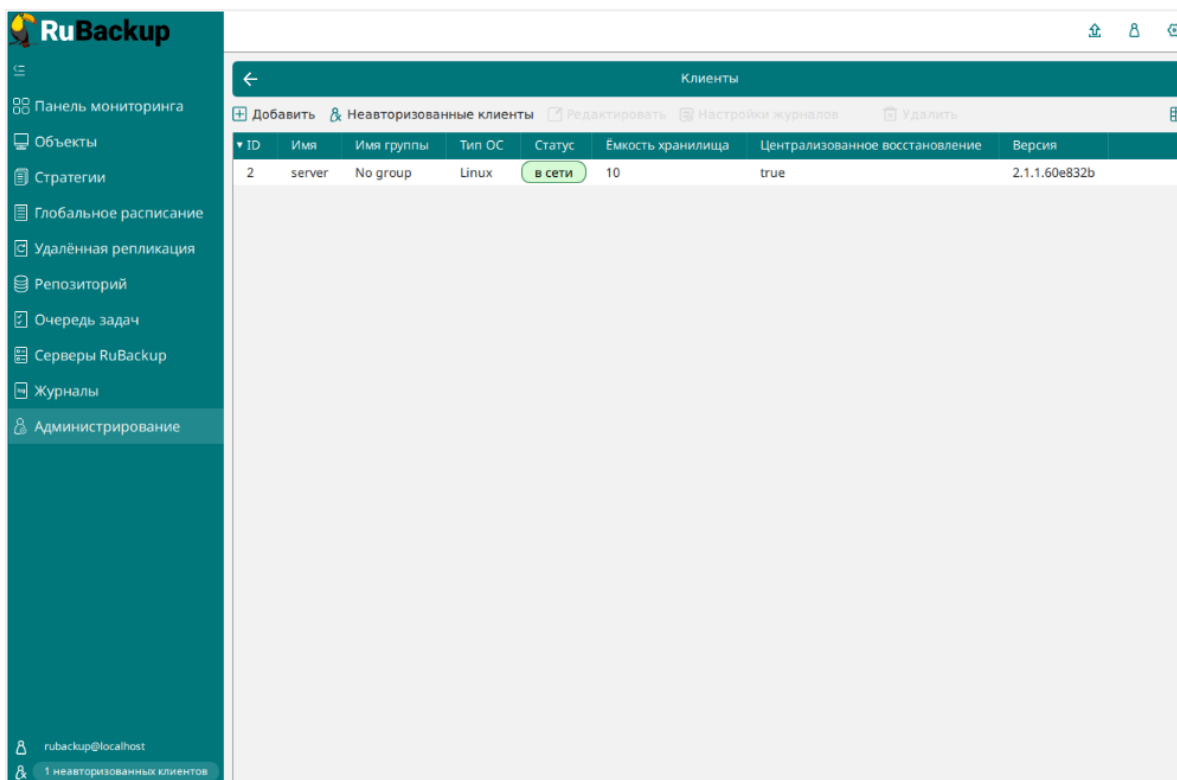 RuBackup
Клиенты
Панель мониторинга
Добавить Неавторизованные клиенты Редактировать Настройки журналов Удалить
Объекты
ID Имя Имя группы Тип ОС Статус Ёмкость хранилища Централизованное восстановление Версия
2 server No group Linux в сети 10 true 2.1.1.60e832b
Стратегии
Глобальное расписание
Удалённая репликация
Репозиторий
Очередь задач
Серверы RuBackup
Журналы
Администрирование
rubackup@localhost
1 неавторизованных клиентов